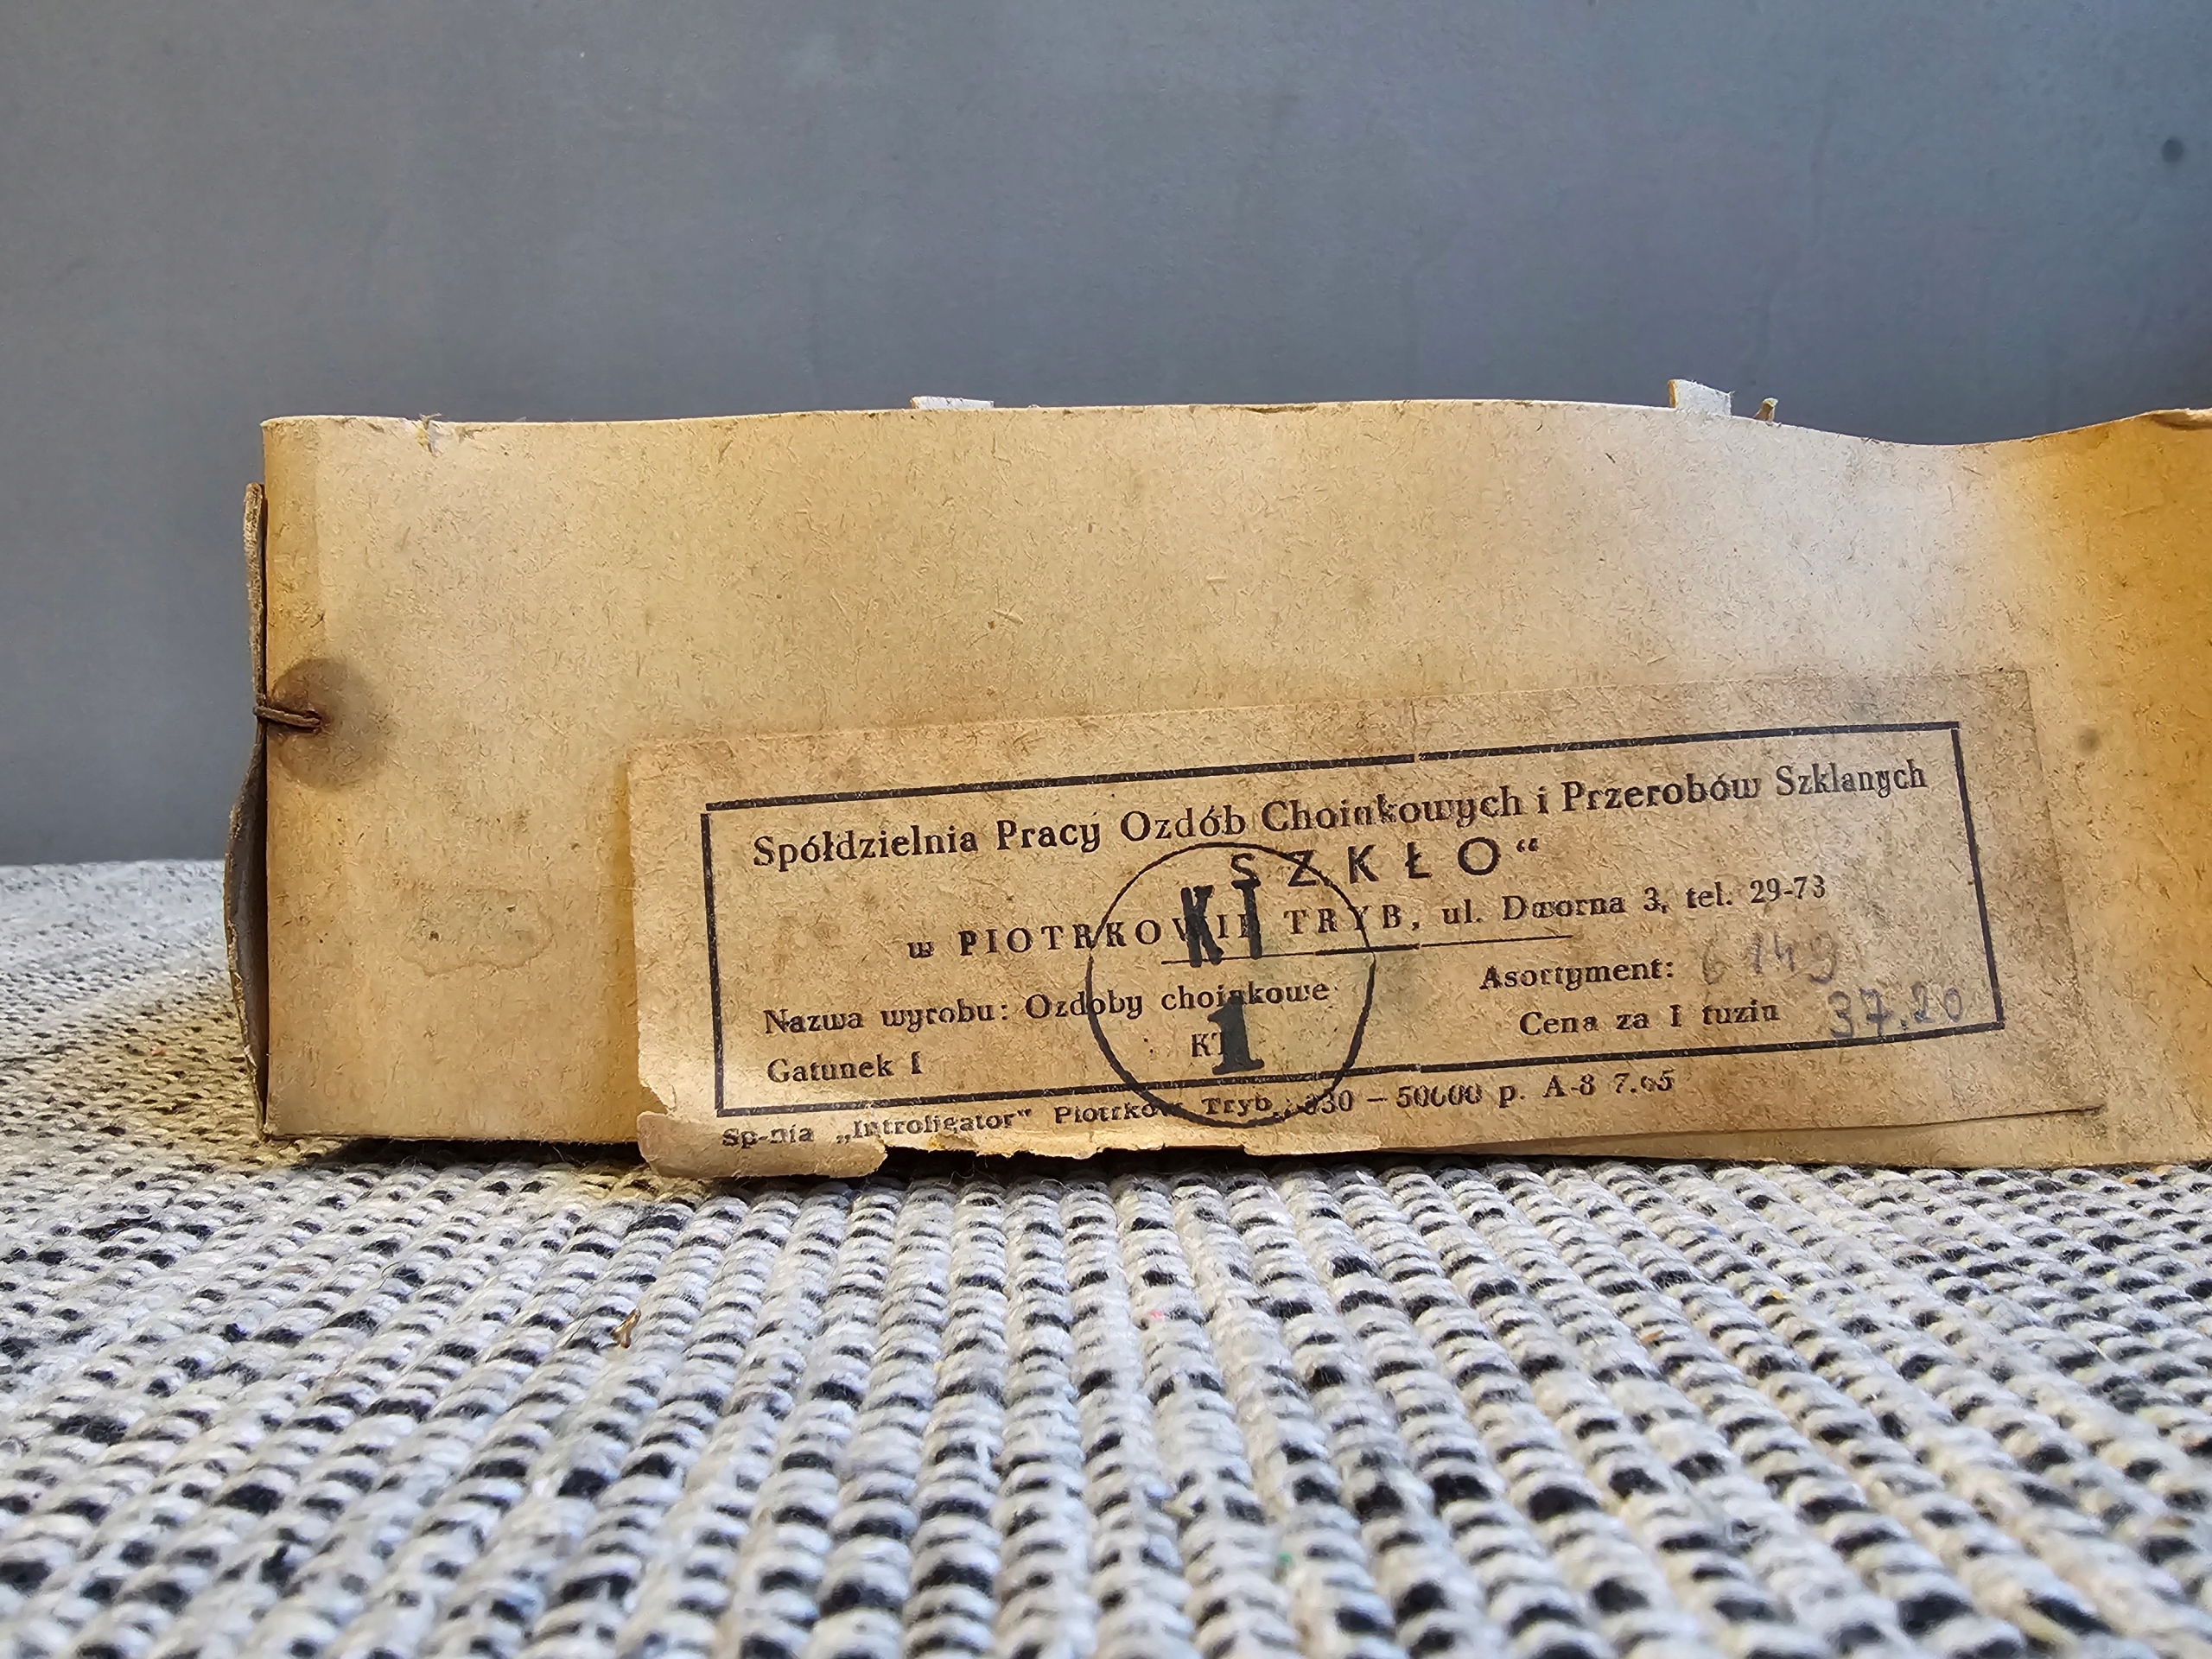 Spółdzielnia Pracy Ozdób Choinkowych i Przerobów Szklanych
SZKŁO“
w PIOTRKOWIE TRYB, ul. Dworna 3, tel. 29-73
Nazwa wyrobu: Ozdoby choinkowe
Asortyment: 6149
Gatunek I
KT
Cena za 1 tuzin 37.20
KT
1
Sp-nia „Introligator" Piotrków Tryb. 330 — 50000 p. A-8 7.65